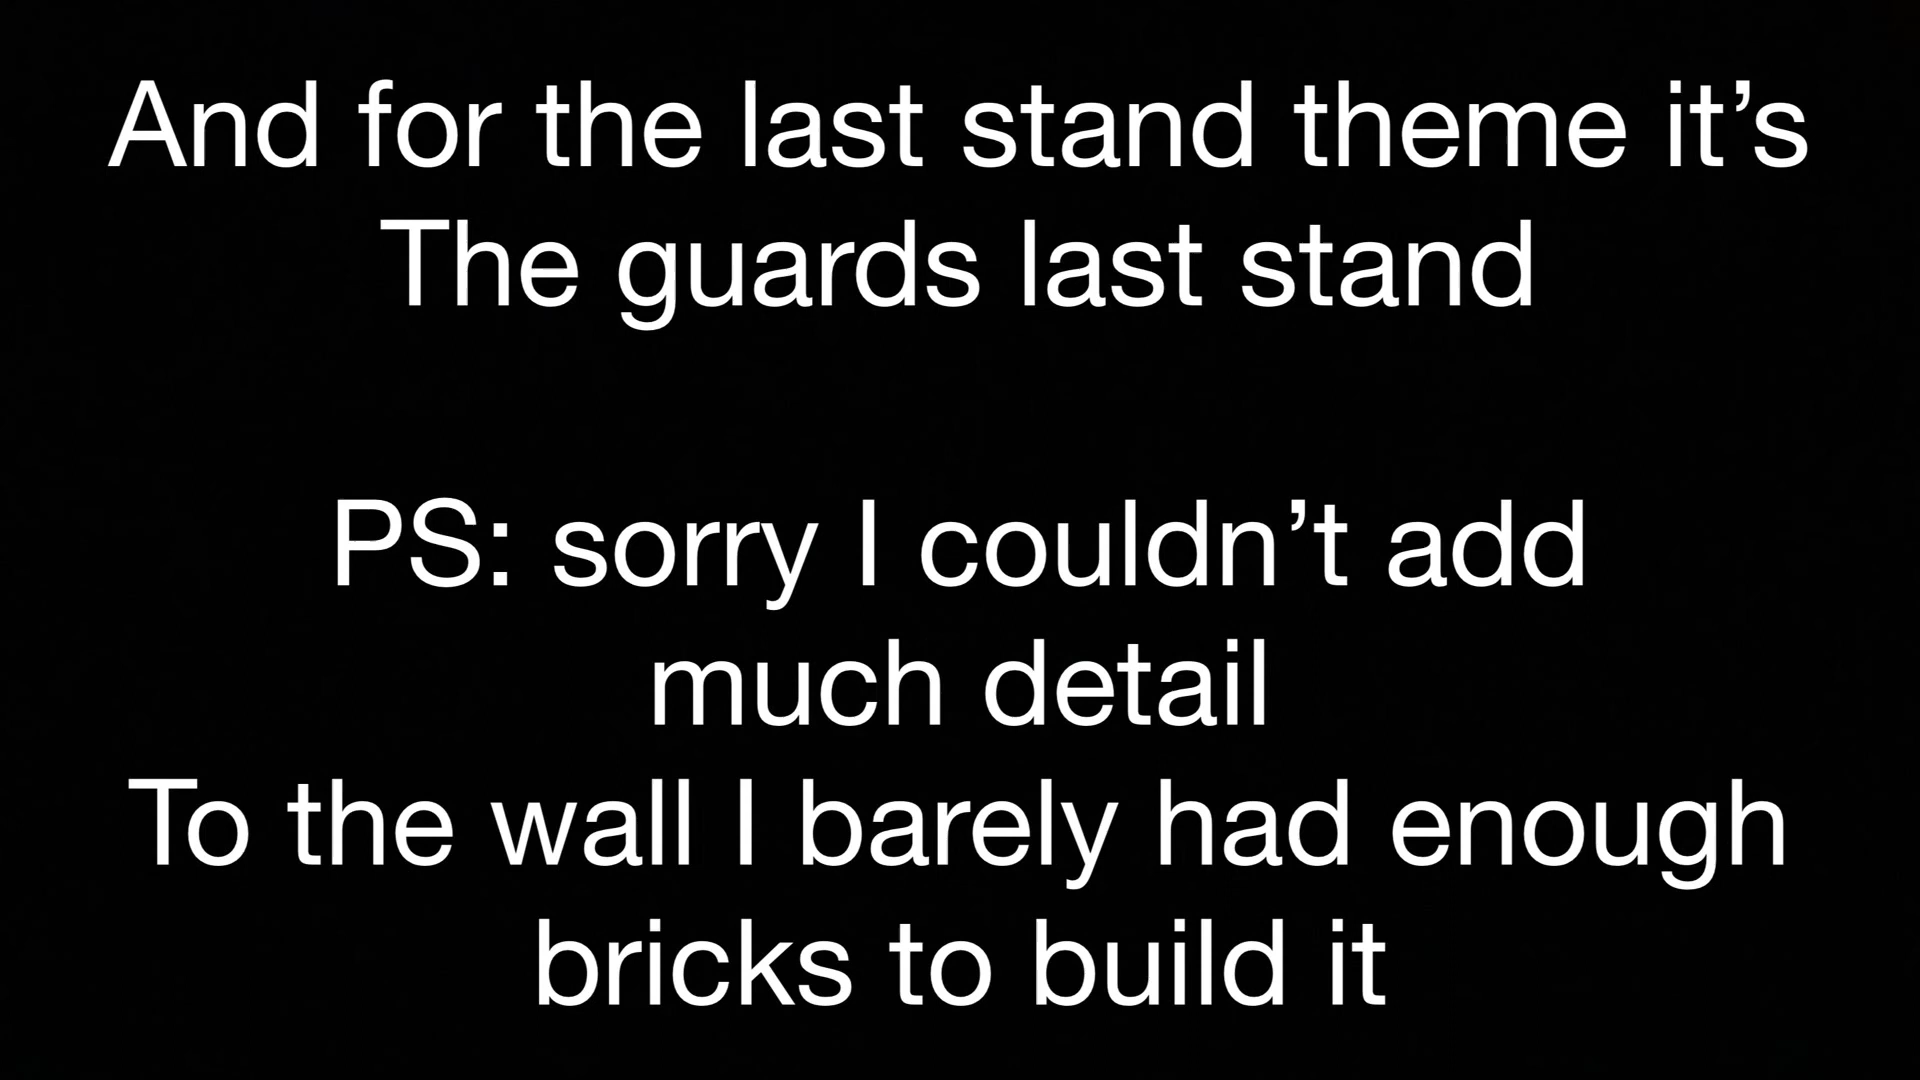 And for the last stand theme it’s
The guards last stand
PS: sorry I couldn’t add
much detail
To the wall I barely had enough
bricks to build it